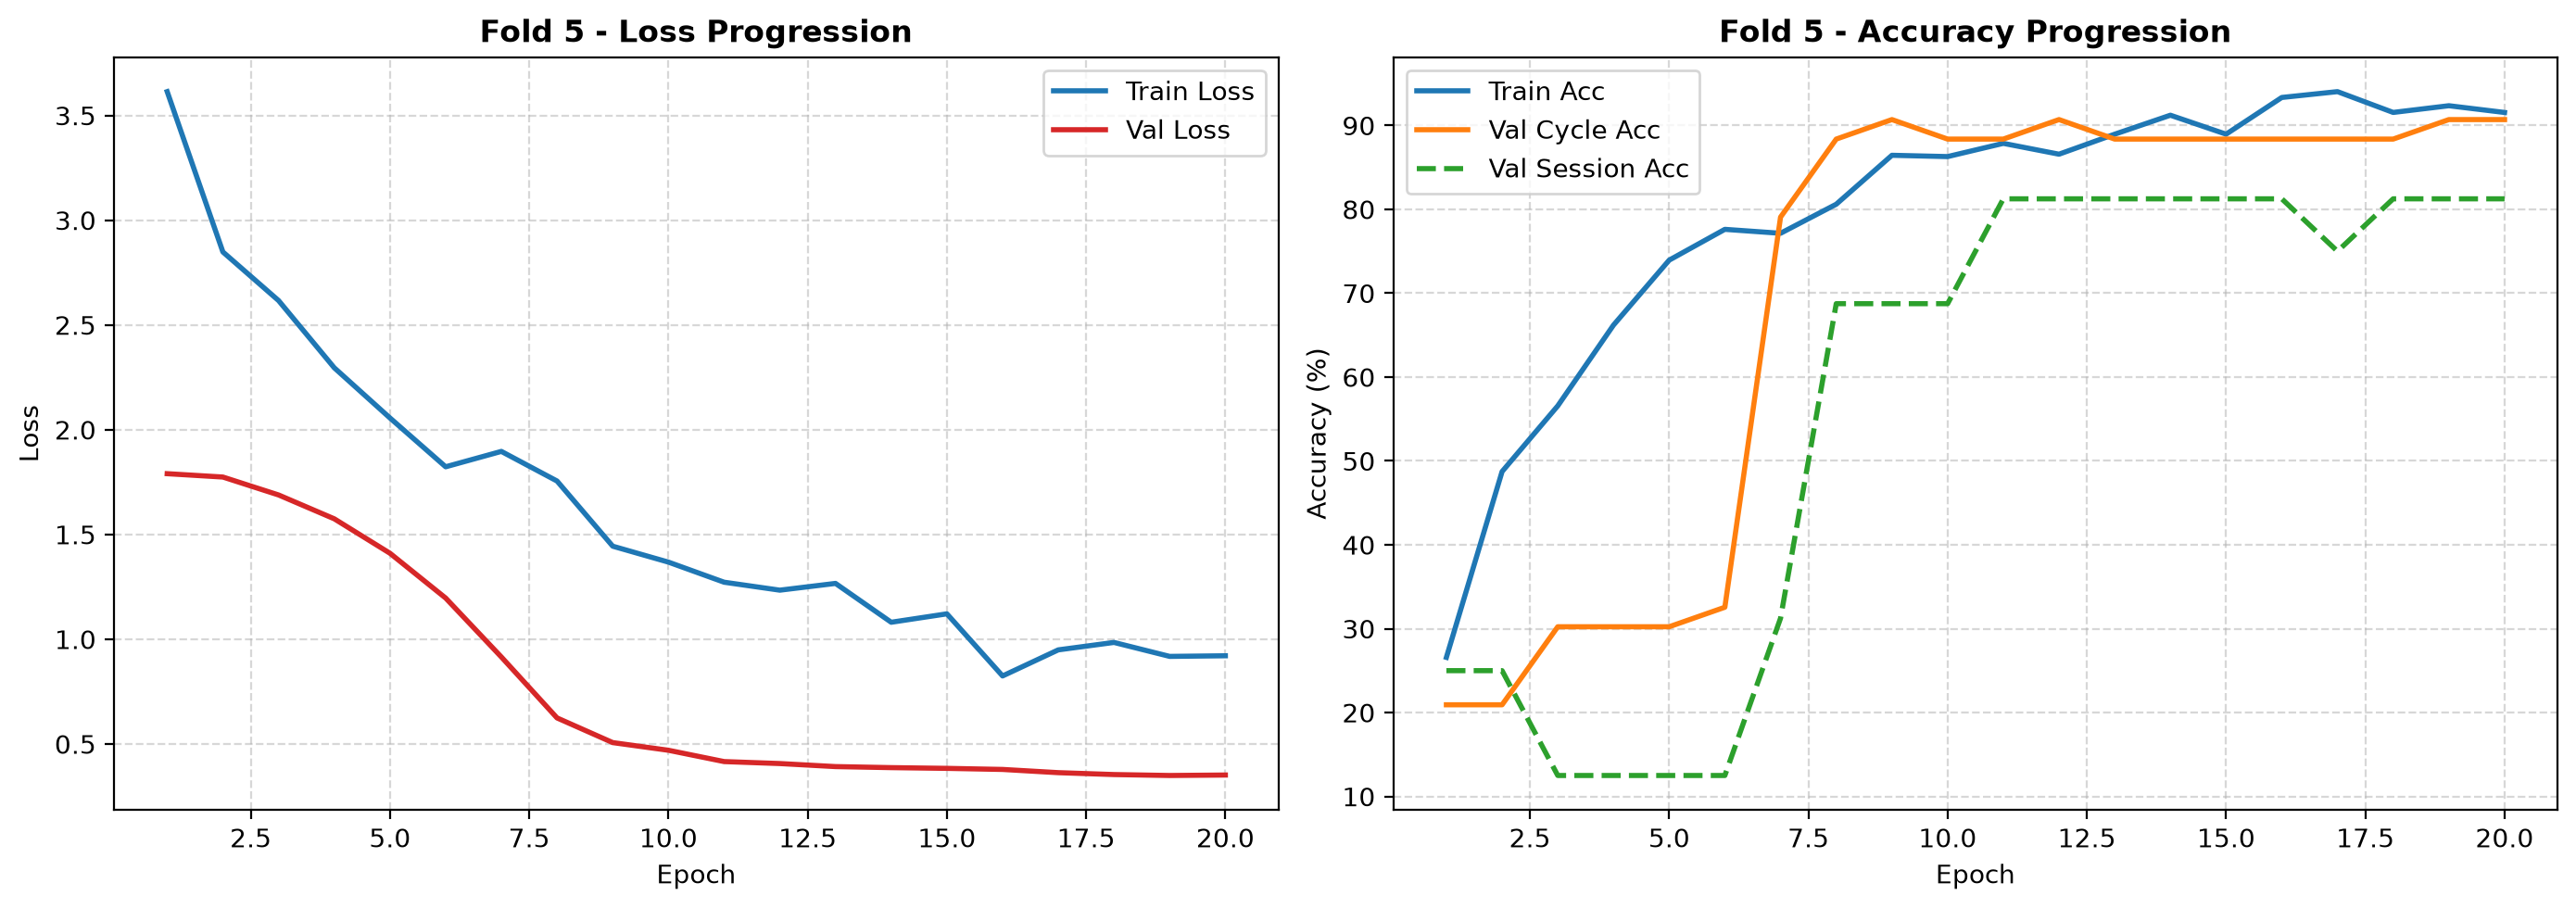 Fold 5 - Loss Progression
Train Loss
Val Loss
3.5
3.0
2.5
2.0
1.5
1.0
0.5
Loss
2.5 5.0 7.5 10.0 12.5 15.0 17.5 20.0
Epoch
Fold 5 - Accuracy Progression
Train Acc
Val Cycle Acc
Val Session Acc
90
80
70
60
50
40
30
20
10
Accuracy (%)
2.5 5.0 7.5 10.0 12.5 15.0 17.5 20.0
Epoch